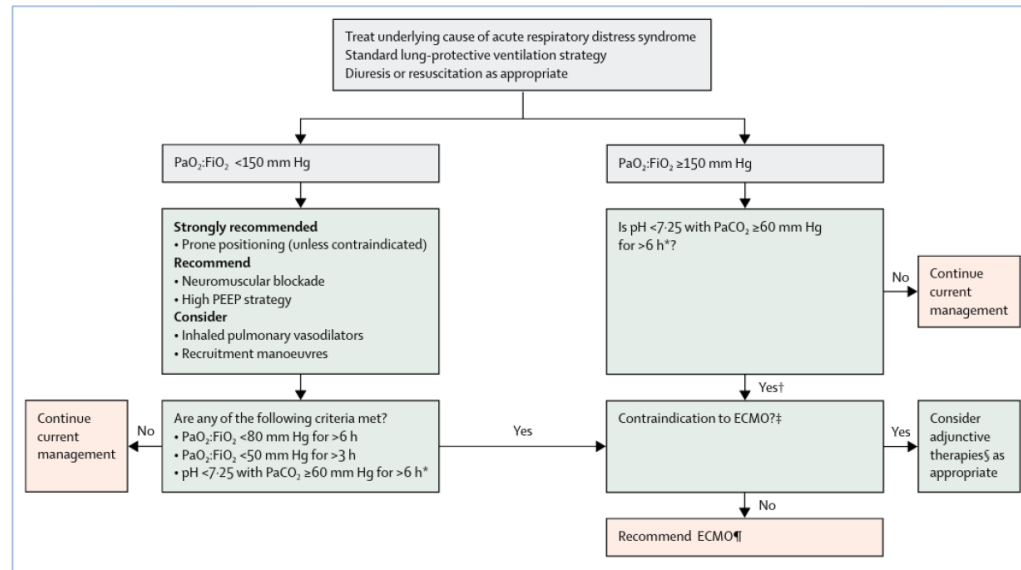 Treat underlying cause of acute respiratory distress syndrome
Standard lung-protective ventilation strategy
Diuresis or resuscitation as appropriate
PaO₂:FiO₂ <150 mm Hg
PaO₂:FiO₂ ≥150 mm Hg
Strongly recommended
• Prone positioning (unless contraindicated)
Recommend
• Neuromuscular blockade
• High PEEP strategy
Consider
• Inhaled pulmonary vasodilators
• Recruitment manoeuvres
Is pH <7·25 with PaCO₂ ≥60 mm Hg
for >6 h*?
No
Continue
current
management
Yes†
Continue
current
management
No
Are any of the following criteria met?
• PaO₂:FiO₂ <80 mm Hg for >6 h
• PaO₂:FiO₂ <50 mm Hg for >3 h
• pH <7·25 with PaCO₂ ≥60 mm Hg for >6 h*
Yes
Contraindication to ECMO?‡
Yes
Consider
adjunctive
therapies§ as
appropriate
No
Recommend ECMO¶